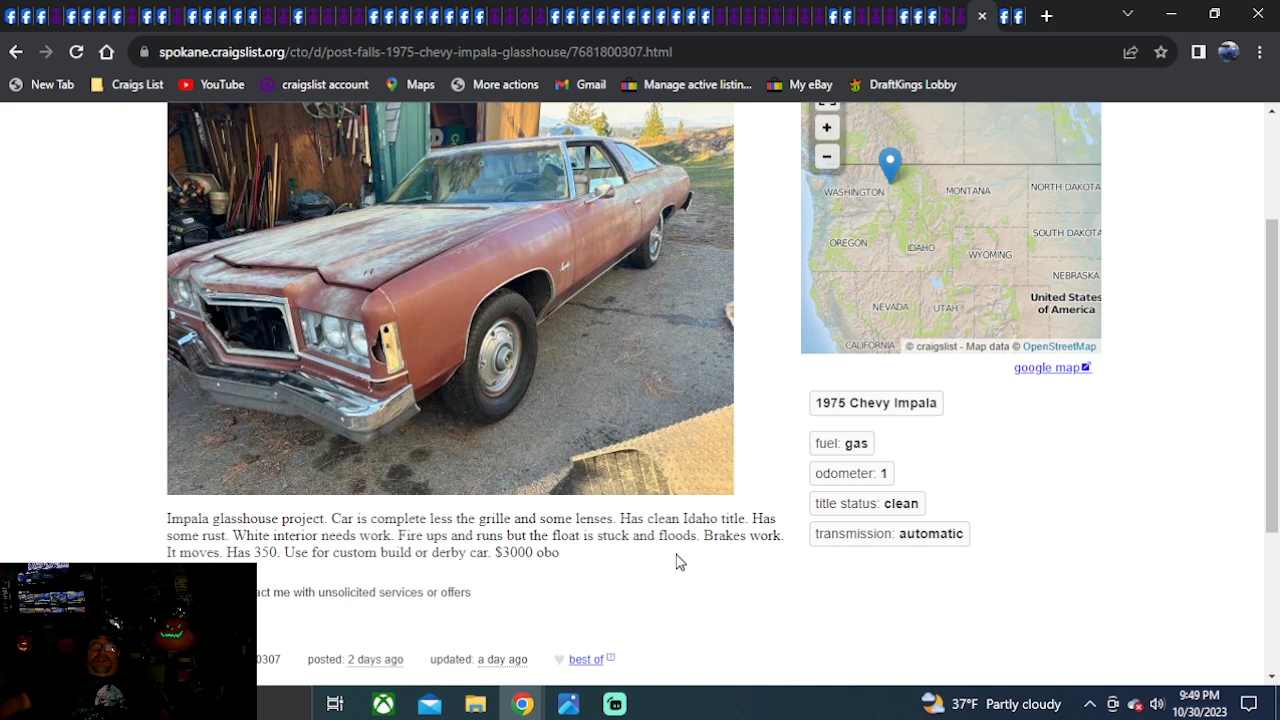 spokane.craigslist.org/cto/d/post-falls-1975-chevy-impala-glasshouse/7681800307.html
New Tab Craigs List YouTube craigslist account Maps More actions Gmail Manage active listin... My eBay DraftKings Lobby
WASHINGTON MONTANA NORTH DAKOTA
OREGON IDAHO SOUTH DAKOTA
WYOMING
NEBRASKA
NEVADA UTAH United States
of America
CALIFORNIA © craigslist - Map data © OpenStreetMap
google map
1975 Chevy Impala
fuel: gas
odometer: 1
title status: clean
transmission: automatic
Impala glasshouse project. Car is complete less the grille and some lenses. Has clean Idaho title. Has
some rust. White interior needs work. Fire ups and runs but the float is stuck and floods. Brakes work.
It moves. Has 350. Use for custom build or derby car. $3000 obo
act me with unsolicited services or offers
0307 posted: 2 days ago updated: a day ago best of [?]
37°F Partly cloudy
9:49 PM
10/30/2023